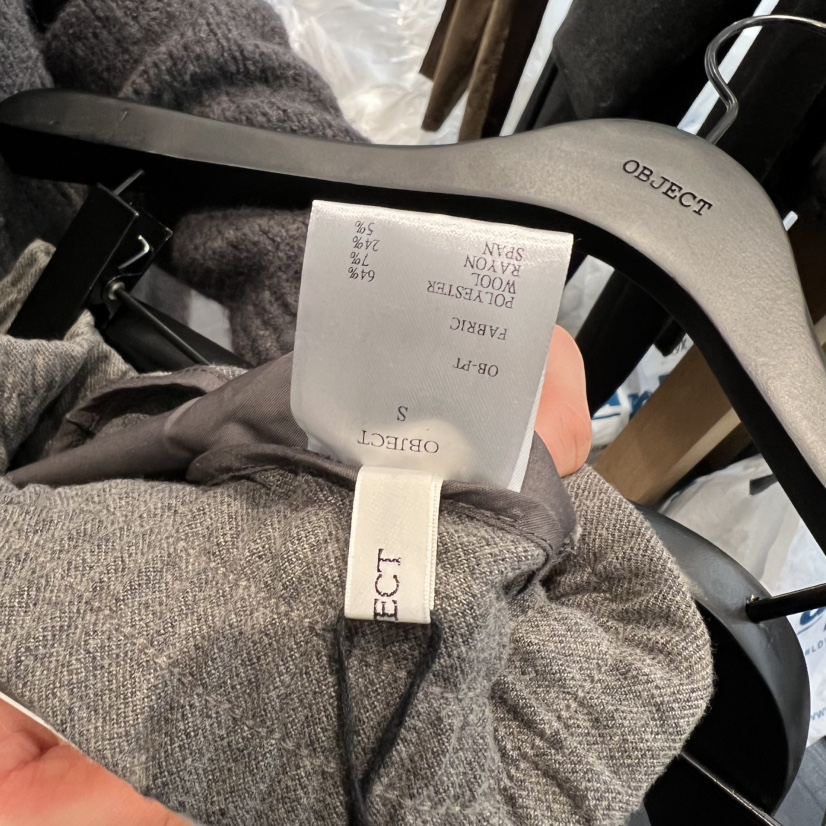 OBJECT
OBJECT
S
OB-PT
FABRIC
POLYESTER 64%
WOOL 7%
RAYON 24%
SPAN 5%
ECT